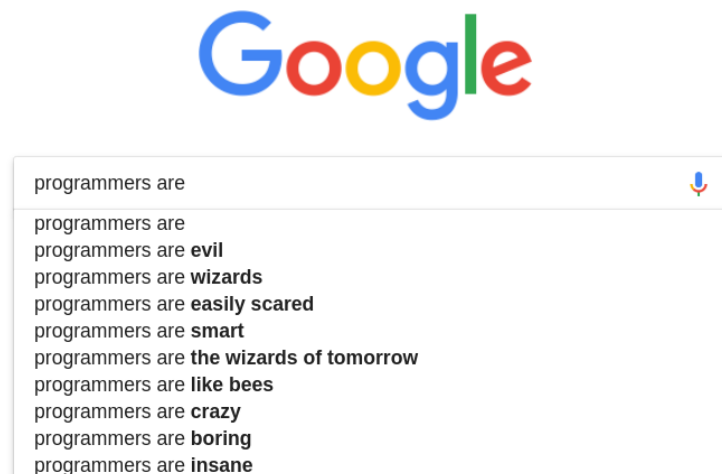 Google
programmers are
programmers are
programmers are evil
programmers are wizards
programmers are easily scared
programmers are smart
programmers are the wizards of tomorrow
programmers are like bees
programmers are crazy
programmers are boring
programmers are insane